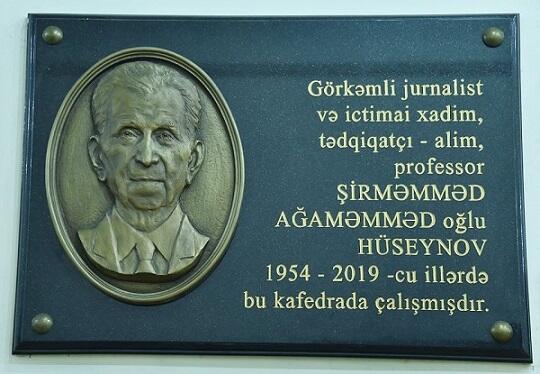 Görkəmli jurnalist
və ictimai xadim,
tədqiqatçı - alim,
professor
ŞİRMƏMMƏD
AĞAMƏMMƏD oğlu
HÜSEYNOV
1954 - 2019 -cu illərdə
bu kafedrada çalışmışdır.